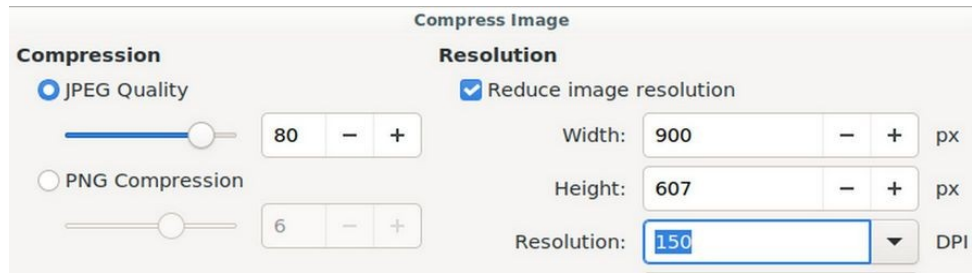 Compress Image
Compression
JPEG Quality
80 − +
PNG Compression
6 − +
Resolution
Reduce image resolution
Width: 900 − + px
Height: 607 − + px
Resolution: 150 DPI